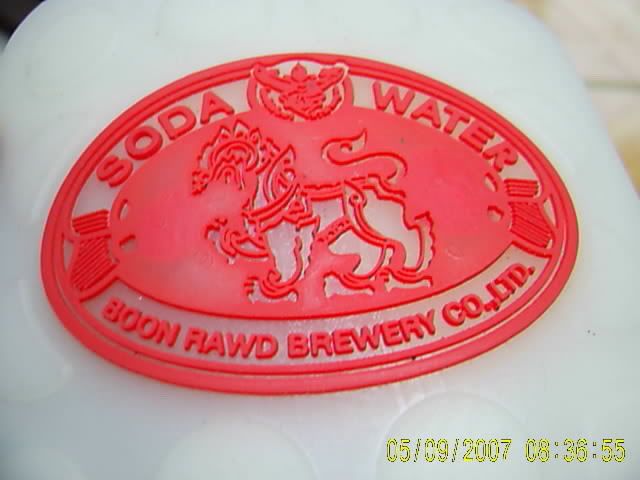 SODA WATER
BOON RAWD BREWERY CO.,LTD.
05/09/2007 08:36:55